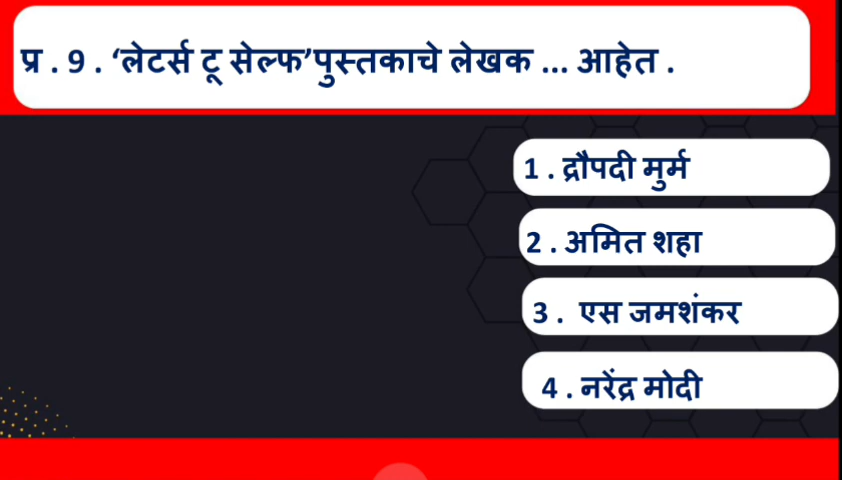 प्र . 9 . ‘लेटर्स टू सेल्फ’पुस्तकाचे लेखक ... आहेत .
1 . द्रौपदी मुर्म
2 . अमित शहा
3 . एस जमशंकर
4 . नरेंद्र मोदी